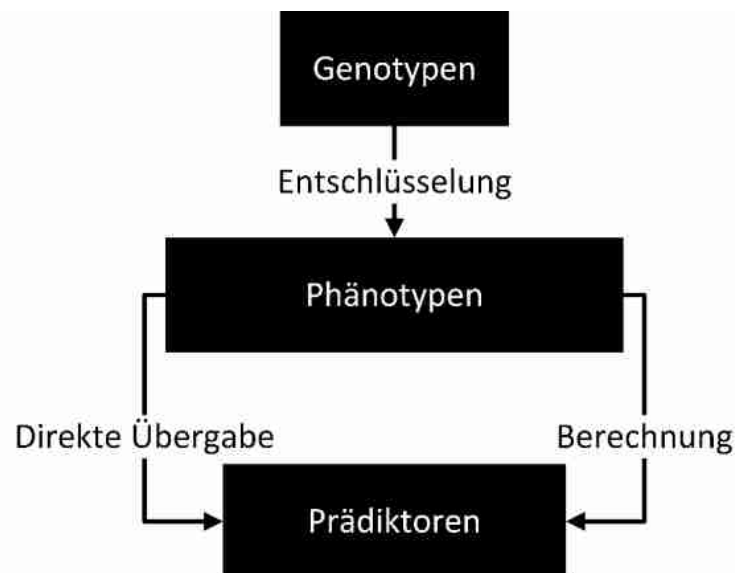 Genotypen
Entschlüsselung
Phänotypen
Direkte Übergabe
Berechnung
Prädiktoren